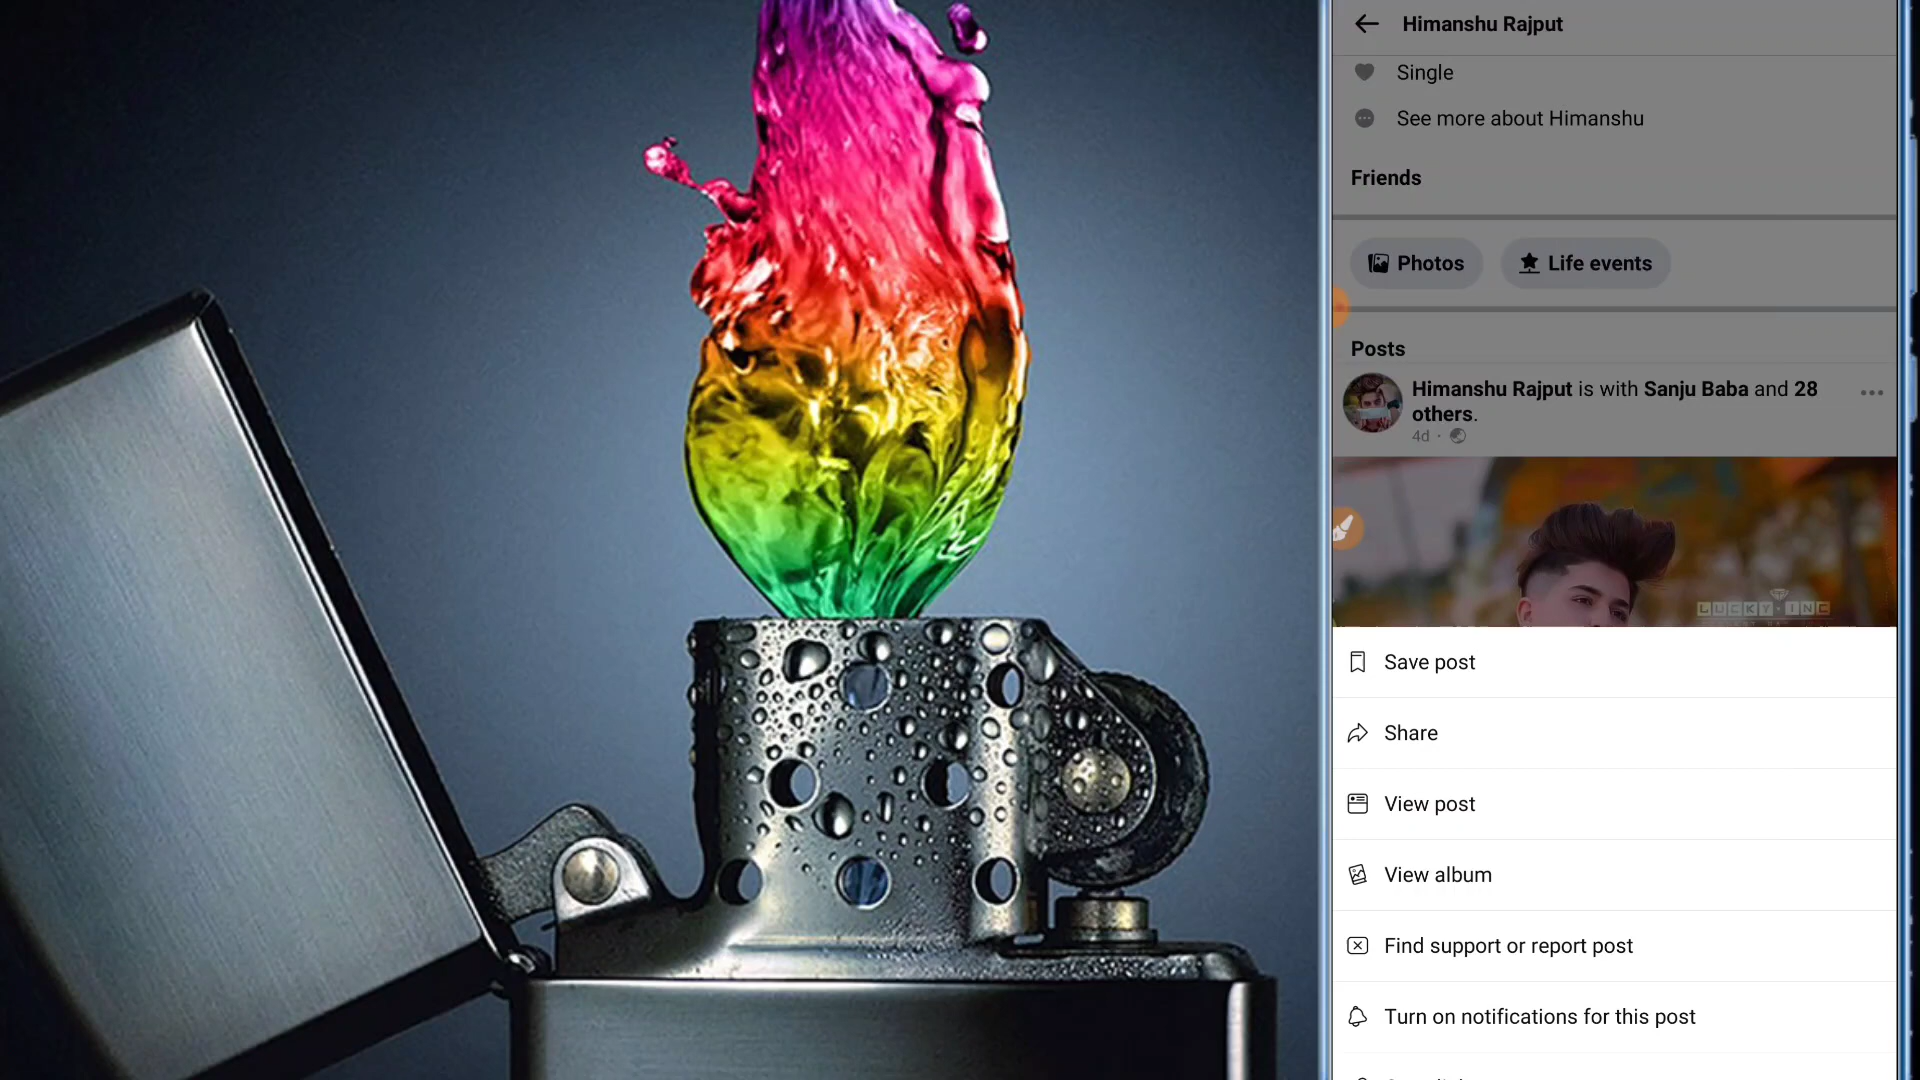 Himanshu Rajput
Single
See more about Himanshu
Friends
Photos
Life events
Posts
Himanshu Rajput is with Sanju Baba and 28
others.
4d ·
LUCKY INC
Save post
Share
View post
View album
Find support or report post
Turn on notifications for this post